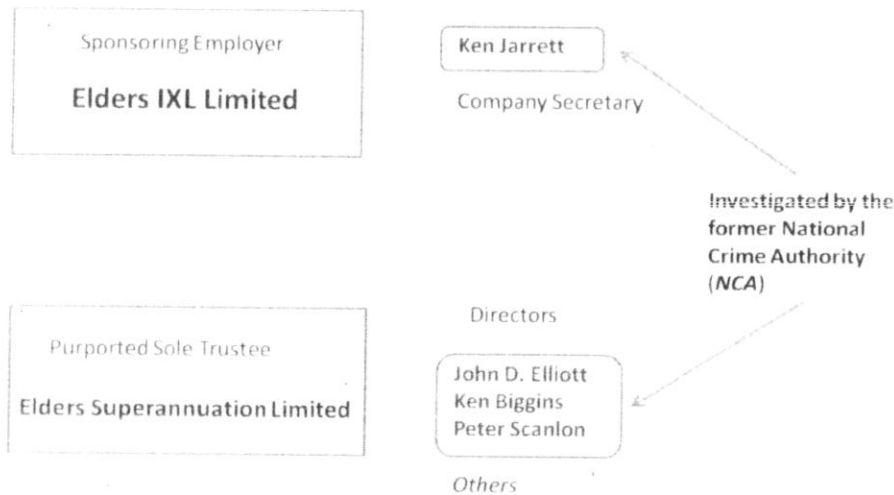 Sponsoring Employer
Elders IXL Limited
Ken Jarrett
Company Secretary
Investigated by the
former National
Crime Authority
(NCA)
Purported Sole Trustee
Elders Superannuation Limited
Directors
John D. Elliott
Ken Biggins
Peter Scanlon
Others